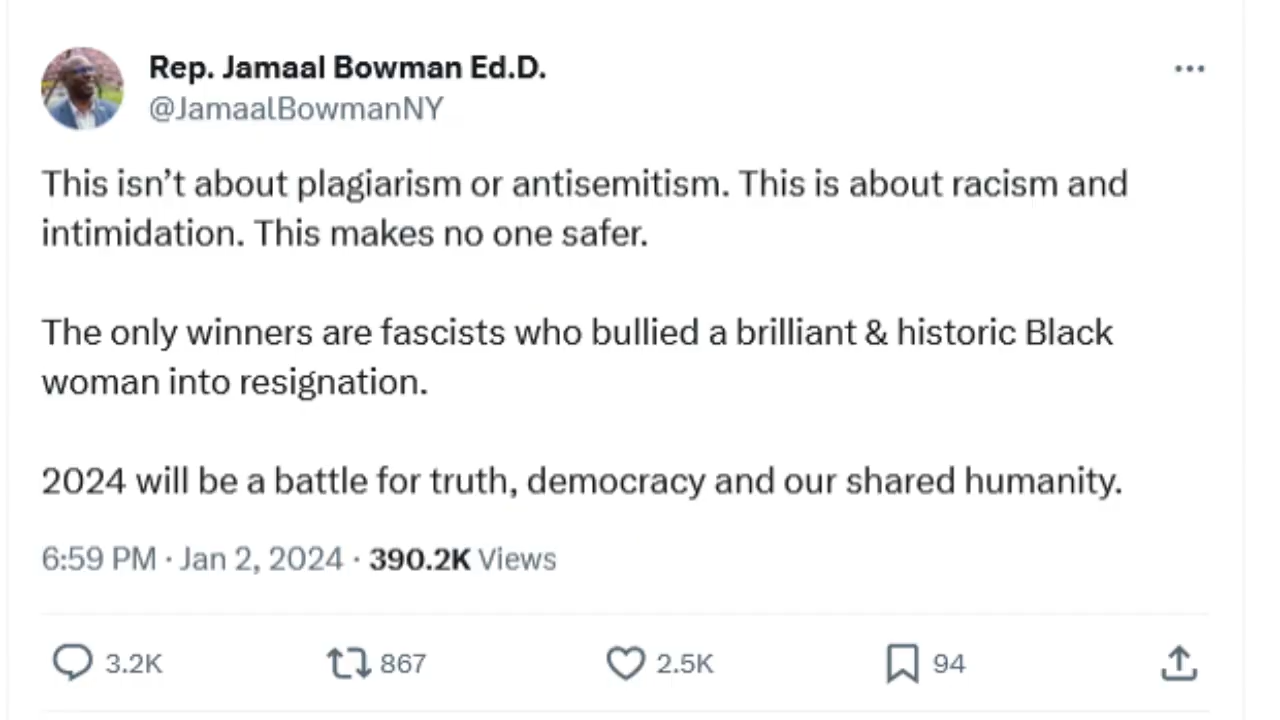 Rep. Jamaal Bowman Ed.D.
@JamaalBowmanNY
This isn’t about plagiarism or antisemitism. This is about racism and
intimidation. This makes no one safer.
The only winners are fascists who bullied a brilliant & historic Black
woman into resignation.
2024 will be a battle for truth, democracy and our shared humanity.
6:59 PM · Jan 2, 2024 · 390.2K Views
3.2K 867 2.5K 94